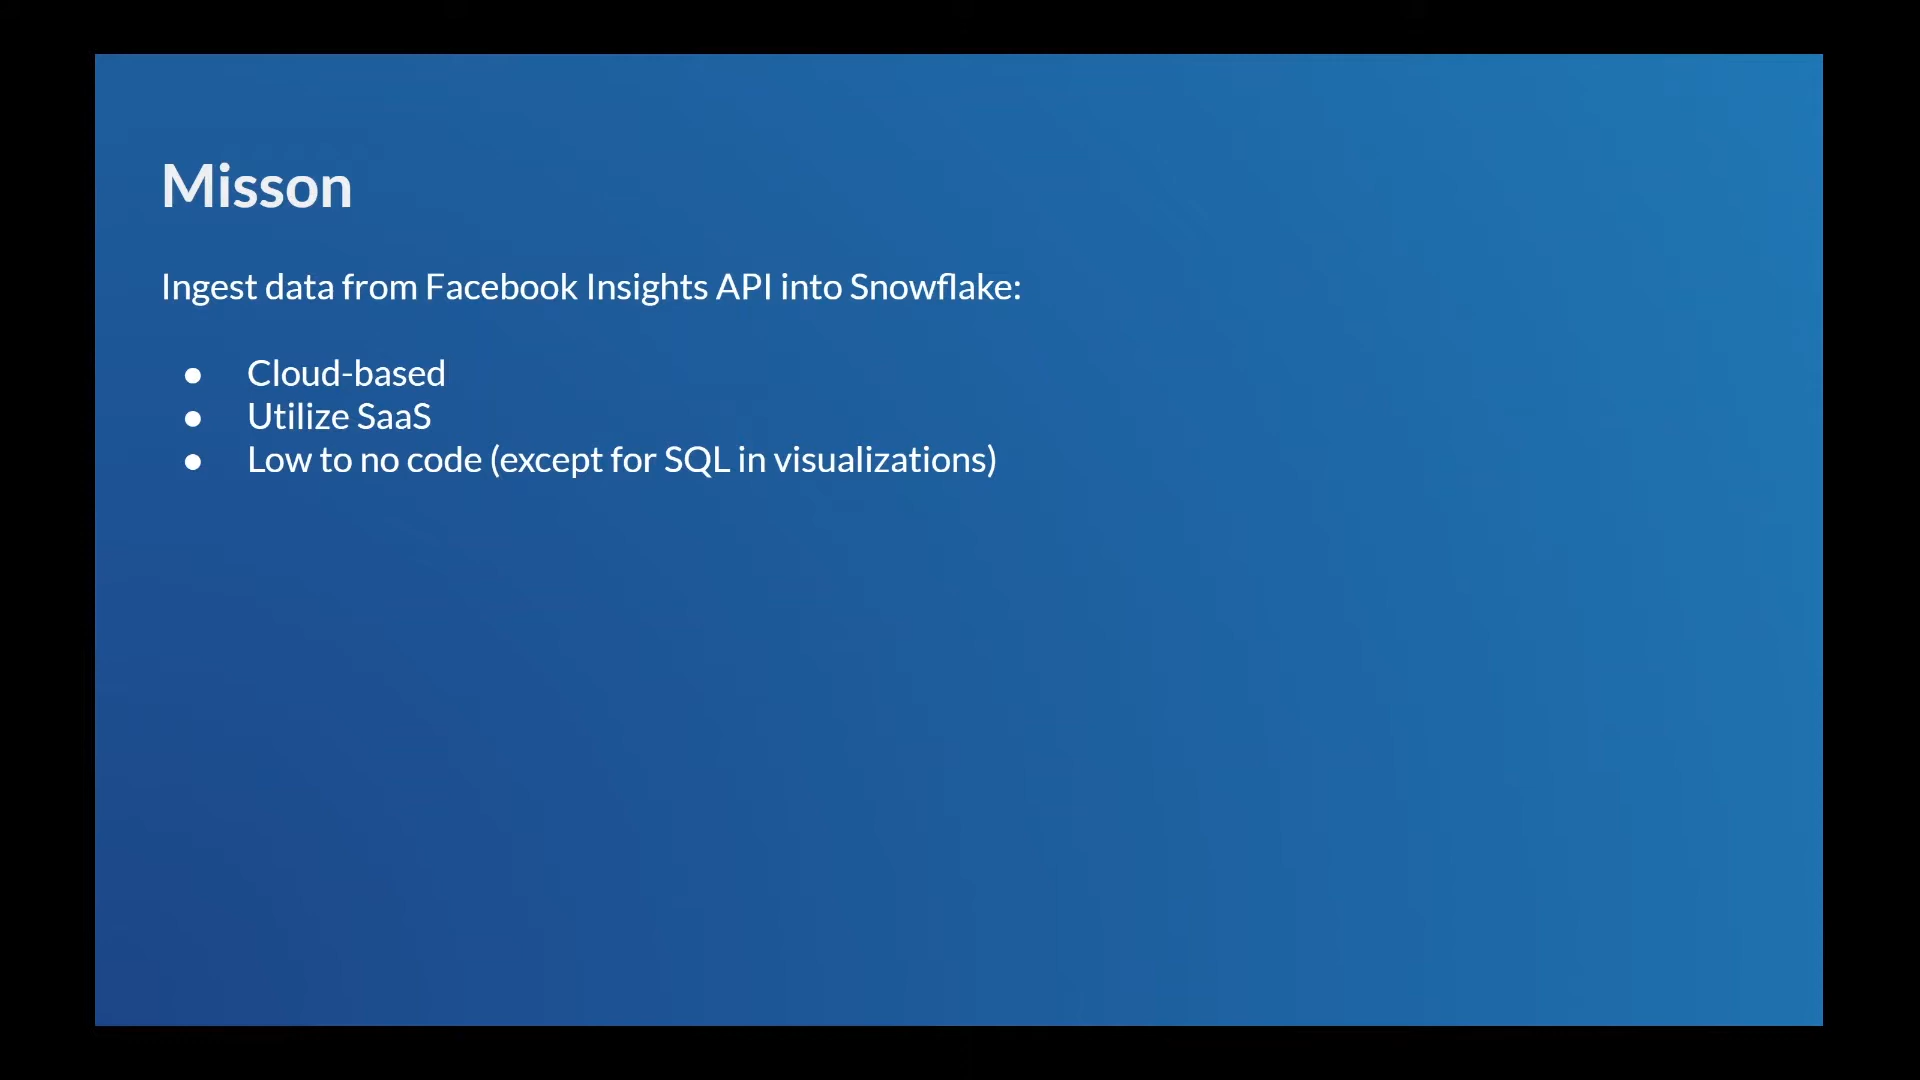 Misson
Ingest data from Facebook Insights API into Snowflake:
● Cloud-based
● Utilize SaaS
● Low to no code (except for SQL in visualizations)